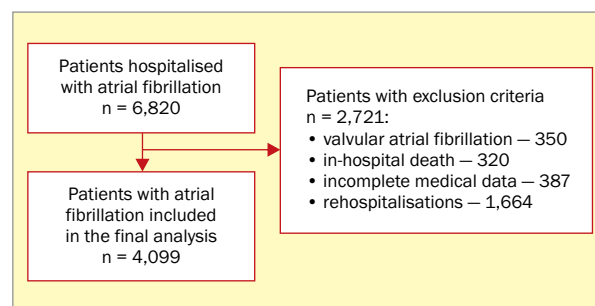 Patients hospitalised
with atrial fibrillation
n = 6,820
Patients with exclusion criteria
n = 2,721:
• valvular atrial fibrillation — 350
• in-hospital death — 320
• incomplete medical data — 387
• rehospitalisations — 1,664
Patients with atrial
fibrillation included
in the final analysis
n = 4,099